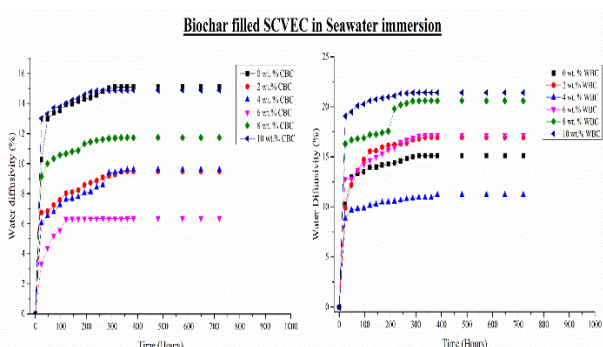 Biochar filled SCVEC in Seawater immersion
Water diffusivity (%)
16
14
12
10
8
6
4
2
0
0 wt.% CBC
2 wt.% CBC
4 wt.% CBC
6 wt.% CBC
8 wt.% CBC
10 wt.% CBC
0 100 200 300 400 500 600 700 800 900 1000
Time (Hours)
Water Diffusivity (%)
25
20
15
10
5
0
0 wt.% WBC
2 wt.% WBC
4 wt.% WBC
6 wt.% WBC
8 wt.% WBC
10 wt.% WBC
0 100 200 300 400 500 600 700 800 900 1000
Time (Hours)